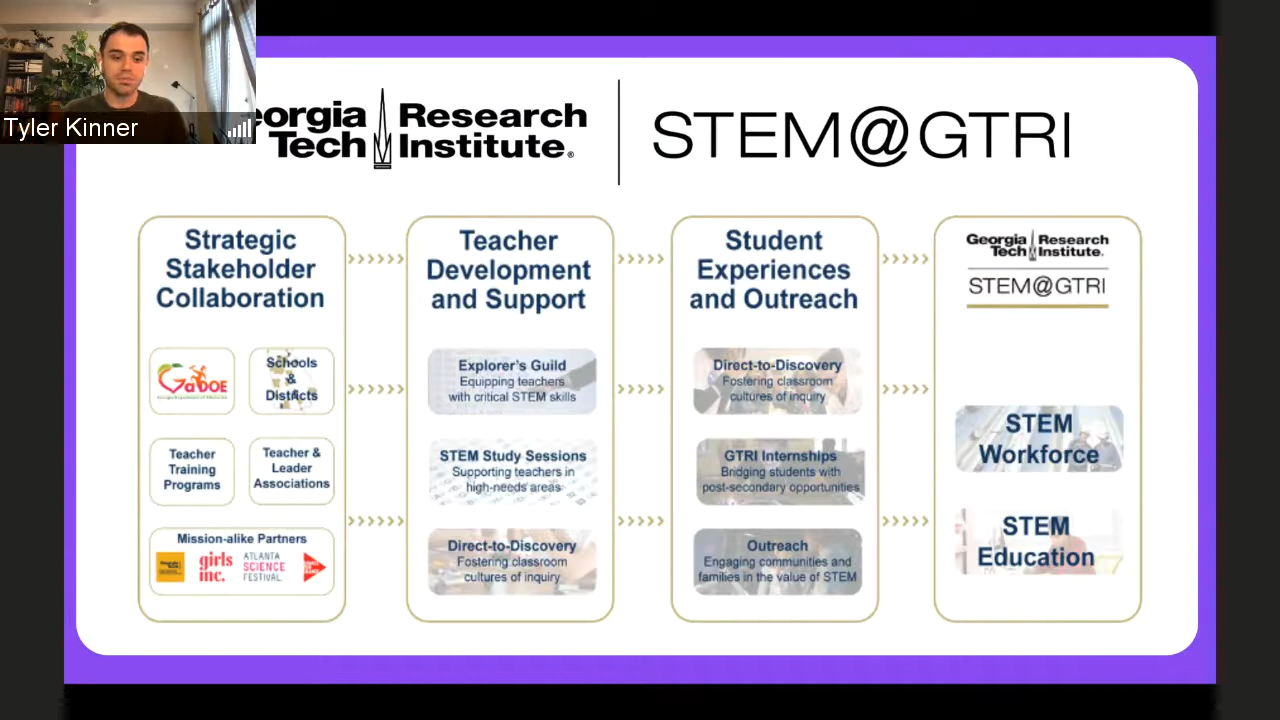 Tyler Kinner
eorgia
Tech
Research
Institute®
STEM@GTRI
Strategic
Stakeholder
Collaboration
GaDOE
Schools
&
Districts
Teacher
Training
Programs
Teacher &
Leader
Associations
Mission-alike Partners
girls
inc.
ATLANTA
SCIENCE
FESTIVAL
Teacher
Development
and Support
Explorer's Guild
Equipping teachers
with critical STEM skills
STEM Study Sessions
Supporting teachers in
high-needs areas
Direct-to-Discovery
Fostering classroom
cultures of inquiry
Student
Experiences
and Outreach
Direct-to-Discovery
Fostering classroom
cultures of inquiry
GTRI Internships
Bridging students with
post-secondary opportunities
Outreach
Engaging communities and
families in the value of STEM
Georgia
Tech
Research
Institute®
STEM@GTRI
STEM
Workforce
STEM
Education